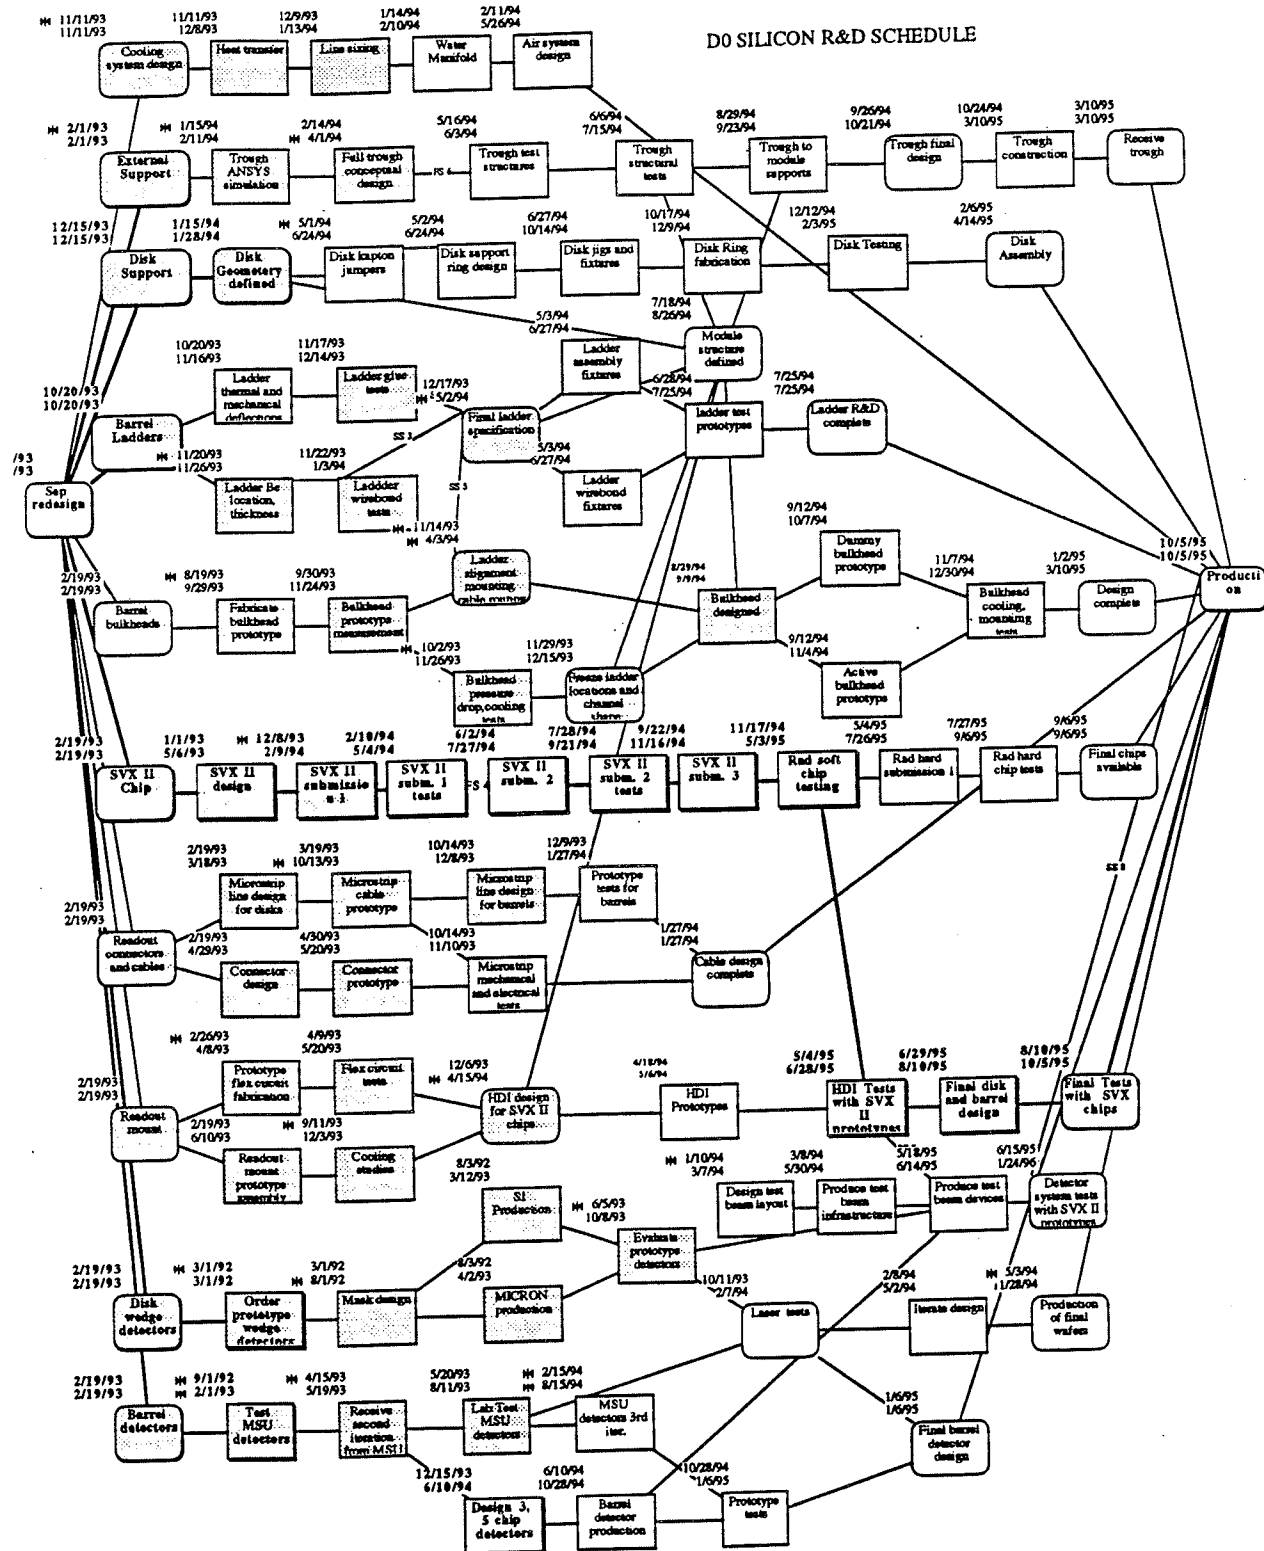 D0 SILICON R&D SCHEDULE
11/11/93
11/11/93
Cooling
system design
11/11/93
12/8/93
Heat transfer
12/9/93
1/13/94
Line sizing
1/14/94
2/10/94
Water
Manifold
2/11/94
5/26/94
Air system
design
2/1/93
2/1/93
External
Support
1/15/94
2/11/94
Trough
ANSYS
simulation
2/14/94
4/1/94
Full trough
conceptual
design
FS 6
5/16/94
6/3/94
Trough test
structures
6/6/94
7/15/94
Trough
structural
tests
8/29/94
9/23/94
Trough to
module
supports
9/26/94
10/21/94
Trough final
design
10/24/94
3/10/95
Trough
construction
3/10/95
3/10/95
Receive
trough
12/15/93
12/15/93
Disk
Support
1/15/94
1/28/94
Disk
Geometery
defined
5/1/94
6/24/94
Disk kapton
jumpers
5/2/94
6/24/94
Disk support
ring design
6/27/94
10/14/94
Disk jigs and
fixtures
10/17/94
12/9/94
Disk Ring
fabrication
12/12/94
2/3/95
Disk Testing
2/6/95
4/14/95
Disk
Assembly
/93
/93
Sep
redesign
10/20/93
10/20/93
Barrel
Ladders
10/20/93
11/16/93
Ladder
thermal and
mechanical
deflections
11/17/93
12/14/93
Ladder glue
tests
12/17/93
5/2/94
Final ladder
specification
SS 3
SS 3
5/3/94
6/27/94
Ladder
assembly
fixtures
7/18/94
8/26/94
Module
structure
defined
6/28/94
7/25/94
ladder test
prototypes
7/25/94
7/25/94
Ladder R&D
complete
11/20/93
11/26/93
Ladder Be
location,
thickness
11/22/93
1/3/94
Laddder
wirebond
tests
5/3/94
6/27/94
Ladder
wirebond
fixtures
11/14/93
4/3/94
Ladder
alignment
mounting
cable routing
2/19/93
2/19/93
Barrel
bulkheads
8/19/93
9/29/93
Fabricate
bulkhead
prototype
9/30/93
11/24/93
Bulkhead
prototype
measurement
10/2/93
11/26/93
Bulkhead
pressure
drop,cooling
tests
11/29/93
12/15/93
Freeze ladder
locations and
channel
shape
8/29/94
9/9/94
Bulkhead
designed
9/12/94
10/7/94
Dummy
bulkhead
prototype
9/12/94
11/4/94
Active
bulkhead
prototype
11/7/94
12/30/94
Bulkhead
cooling,
mounting
tests
1/2/95
3/10/95
Design
complete
10/5/95
10/5/95
Producti
on
2/19/93
2/19/93
SVX II
Chip
1/1/93
5/6/93
SVX II
design
12/8/93
2/9/94
SVX II
submissio
n 1
2/10/94
5/4/94
SVX II
subm. 1
tests
FS 4
6/2/94
7/27/94
SVX II
subm. 2
7/28/94
9/21/94
SVX II
subm. 2
tests
9/22/94
11/16/94
SVX II
subm. 3
11/17/94
5/3/95
Rad soft
chip
testing
5/4/95
7/26/95
Rad hard
submission 1
7/27/95
9/6/95
Rad hard
chip tests
9/6/95
9/6/95
Final chips
available
2/19/93
2/19/93
Readout
connectors
and cables
2/19/93
3/18/93
Microstrip
line design
for disks
3/19/93
10/13/93
Microstrip
cable
prototype
10/14/93
12/8/93
Microstrip
line design
for barrels
12/9/93
1/27/94
Prototype
tests for
barrels
2/19/93
4/29/93
Connector
design
4/30/93
5/20/93
Connector
prototype
10/14/93
11/10/93
Microstrip
mechanical
and electrical
tests
1/27/94
1/27/94
Cable design
complete
SS 8
2/19/93
2/19/93
Readout
mount
2/26/93
4/8/93
Prototype
flex circuit
fabrication
4/9/93
5/20/93
Flex circuit
tests
2/19/93
6/10/93
Readout
mount
prototype
assembly
9/11/93
12/3/93
Cooling
studies
12/6/93
4/15/94
HDI design
for SVX II
chips
4/18/94
5/6/94
HDI
Prototypes
5/4/95
6/28/95
HDI Tests
with SVX
II
prototypes
6/29/95
8/10/95
Final disk
and barrel
design
8/10/95
10/5/95
Final Tests
with SVX
chips
1/10/94
3/7/94
Design test
beam layout
3/8/94
5/30/94
Produce test
beam
infrastructure
5/18/95
6/14/95
Produce test
beam devices
6/15/95
1/24/96
Detector
system tests
with SVX II
prototypes
2/19/93
2/19/93
Disk
wedge
detectors
3/1/92
3/1/92
Order
prototype
wedge
detectors
3/1/92
8/1/92
Mask design
8/3/92
3/12/93
SI
Production
8/3/92
4/2/93
MICRON
production
6/5/93
10/8/93
Evaluate
prototype
detectors
10/11/93
2/7/94
Laser tests
2/8/94
5/2/94
Iterate design
5/3/94
11/28/94
Production
of final
wafers
2/19/93
2/19/93
Barrel
detectors
9/1/92
2/1/93
Test
MSU
detectors
4/15/93
5/19/93
Receive
second
iteration
from MSU
5/20/93
8/11/93
Lab Test
MSU
detectors
2/15/94
8/15/94
MSU
detectors 3rd
iter.
12/15/93
6/10/94
Design 3,
5 chip
detectors
6/10/94
10/28/94
Barrel
detector
production
10/28/94
1/6/95
Prototype
tests
1/6/95
1/6/95
Final barrel
detector
design